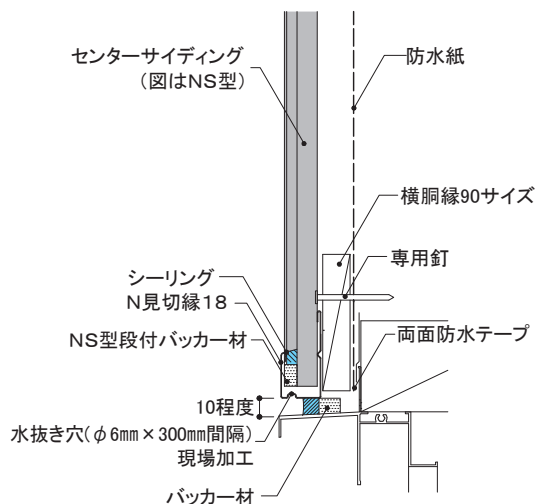 センターサイディング
(図はNS型)
防水紙
横胴縁90サイズ
専用釘
シーリング
N見切縁18
NS型段付バッカー材
両面防水テープ
10程度
水抜き穴(φ6mm×300mm間隔)
現場加工
バッカー材